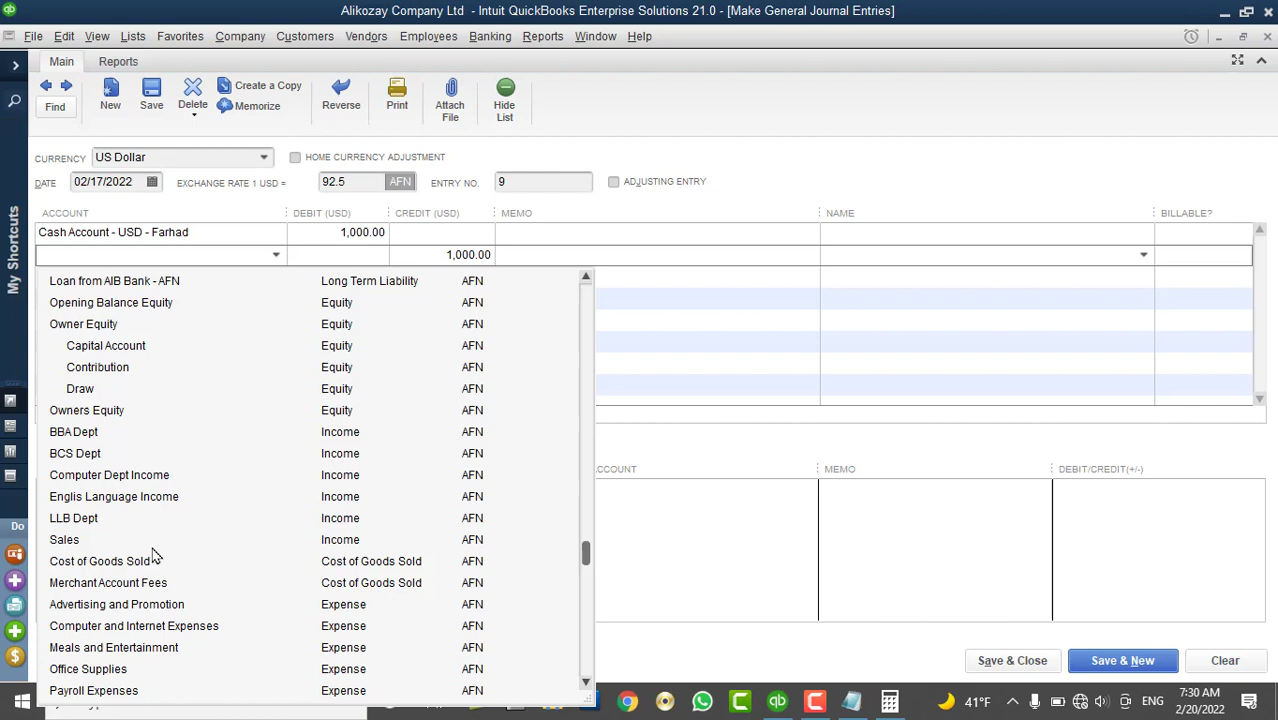 Alikozay Company Ltd - Intuit QuickBooks Enterprise Solutions 21.0 - [Make General Journal Entries]
File Edit View Lists Favorites Company Customers Vendors Employees Banking Reports Window Help
Main Reports
Find New Save Delete Create a Copy Memorize Reverse Print Attach File Hide List
CURRENCY US Dollar HOME CURRENCY ADJUSTMENT
DATE 02/17/2022 EXCHANGE RATE 1 USD = 92.5 AFN ENTRY NO. 9 ADJUSTING ENTRY
ACCOUNT DEBIT (USD) CREDIT (USD) MEMO NAME BILLABLE?
Cash Account - USD - Farhad 1,000.00
1,000.00
Loan from AIB Bank - AFN Long Term Liability AFN
Opening Balance Equity Equity AFN
Owner Equity Equity AFN
Capital Account Equity AFN
Contribution Equity AFN
Draw Equity AFN
Owners Equity Equity AFN
BBA Dept Income AFN
BCS Dept Income AFN
Computer Dept Income Income AFN
Englis Language Income Income AFN
LLB Dept Income AFN
Sales Income AFN
Cost of Goods Sold Cost of Goods Sold AFN
Merchant Account Fees Cost of Goods Sold AFN
Advertising and Promotion Expense AFN
Computer and Internet Expenses Expense AFN
Meals and Entertainment Expense AFN
Office Supplies Expense AFN
Payroll Expenses Expense AFN
CCOUNT MEMO DEBIT/CREDIT(+/-)
Save & Close Save & New Clear
My Shortcuts
Do
41°F ENG 7:30 AM
2/20/2022